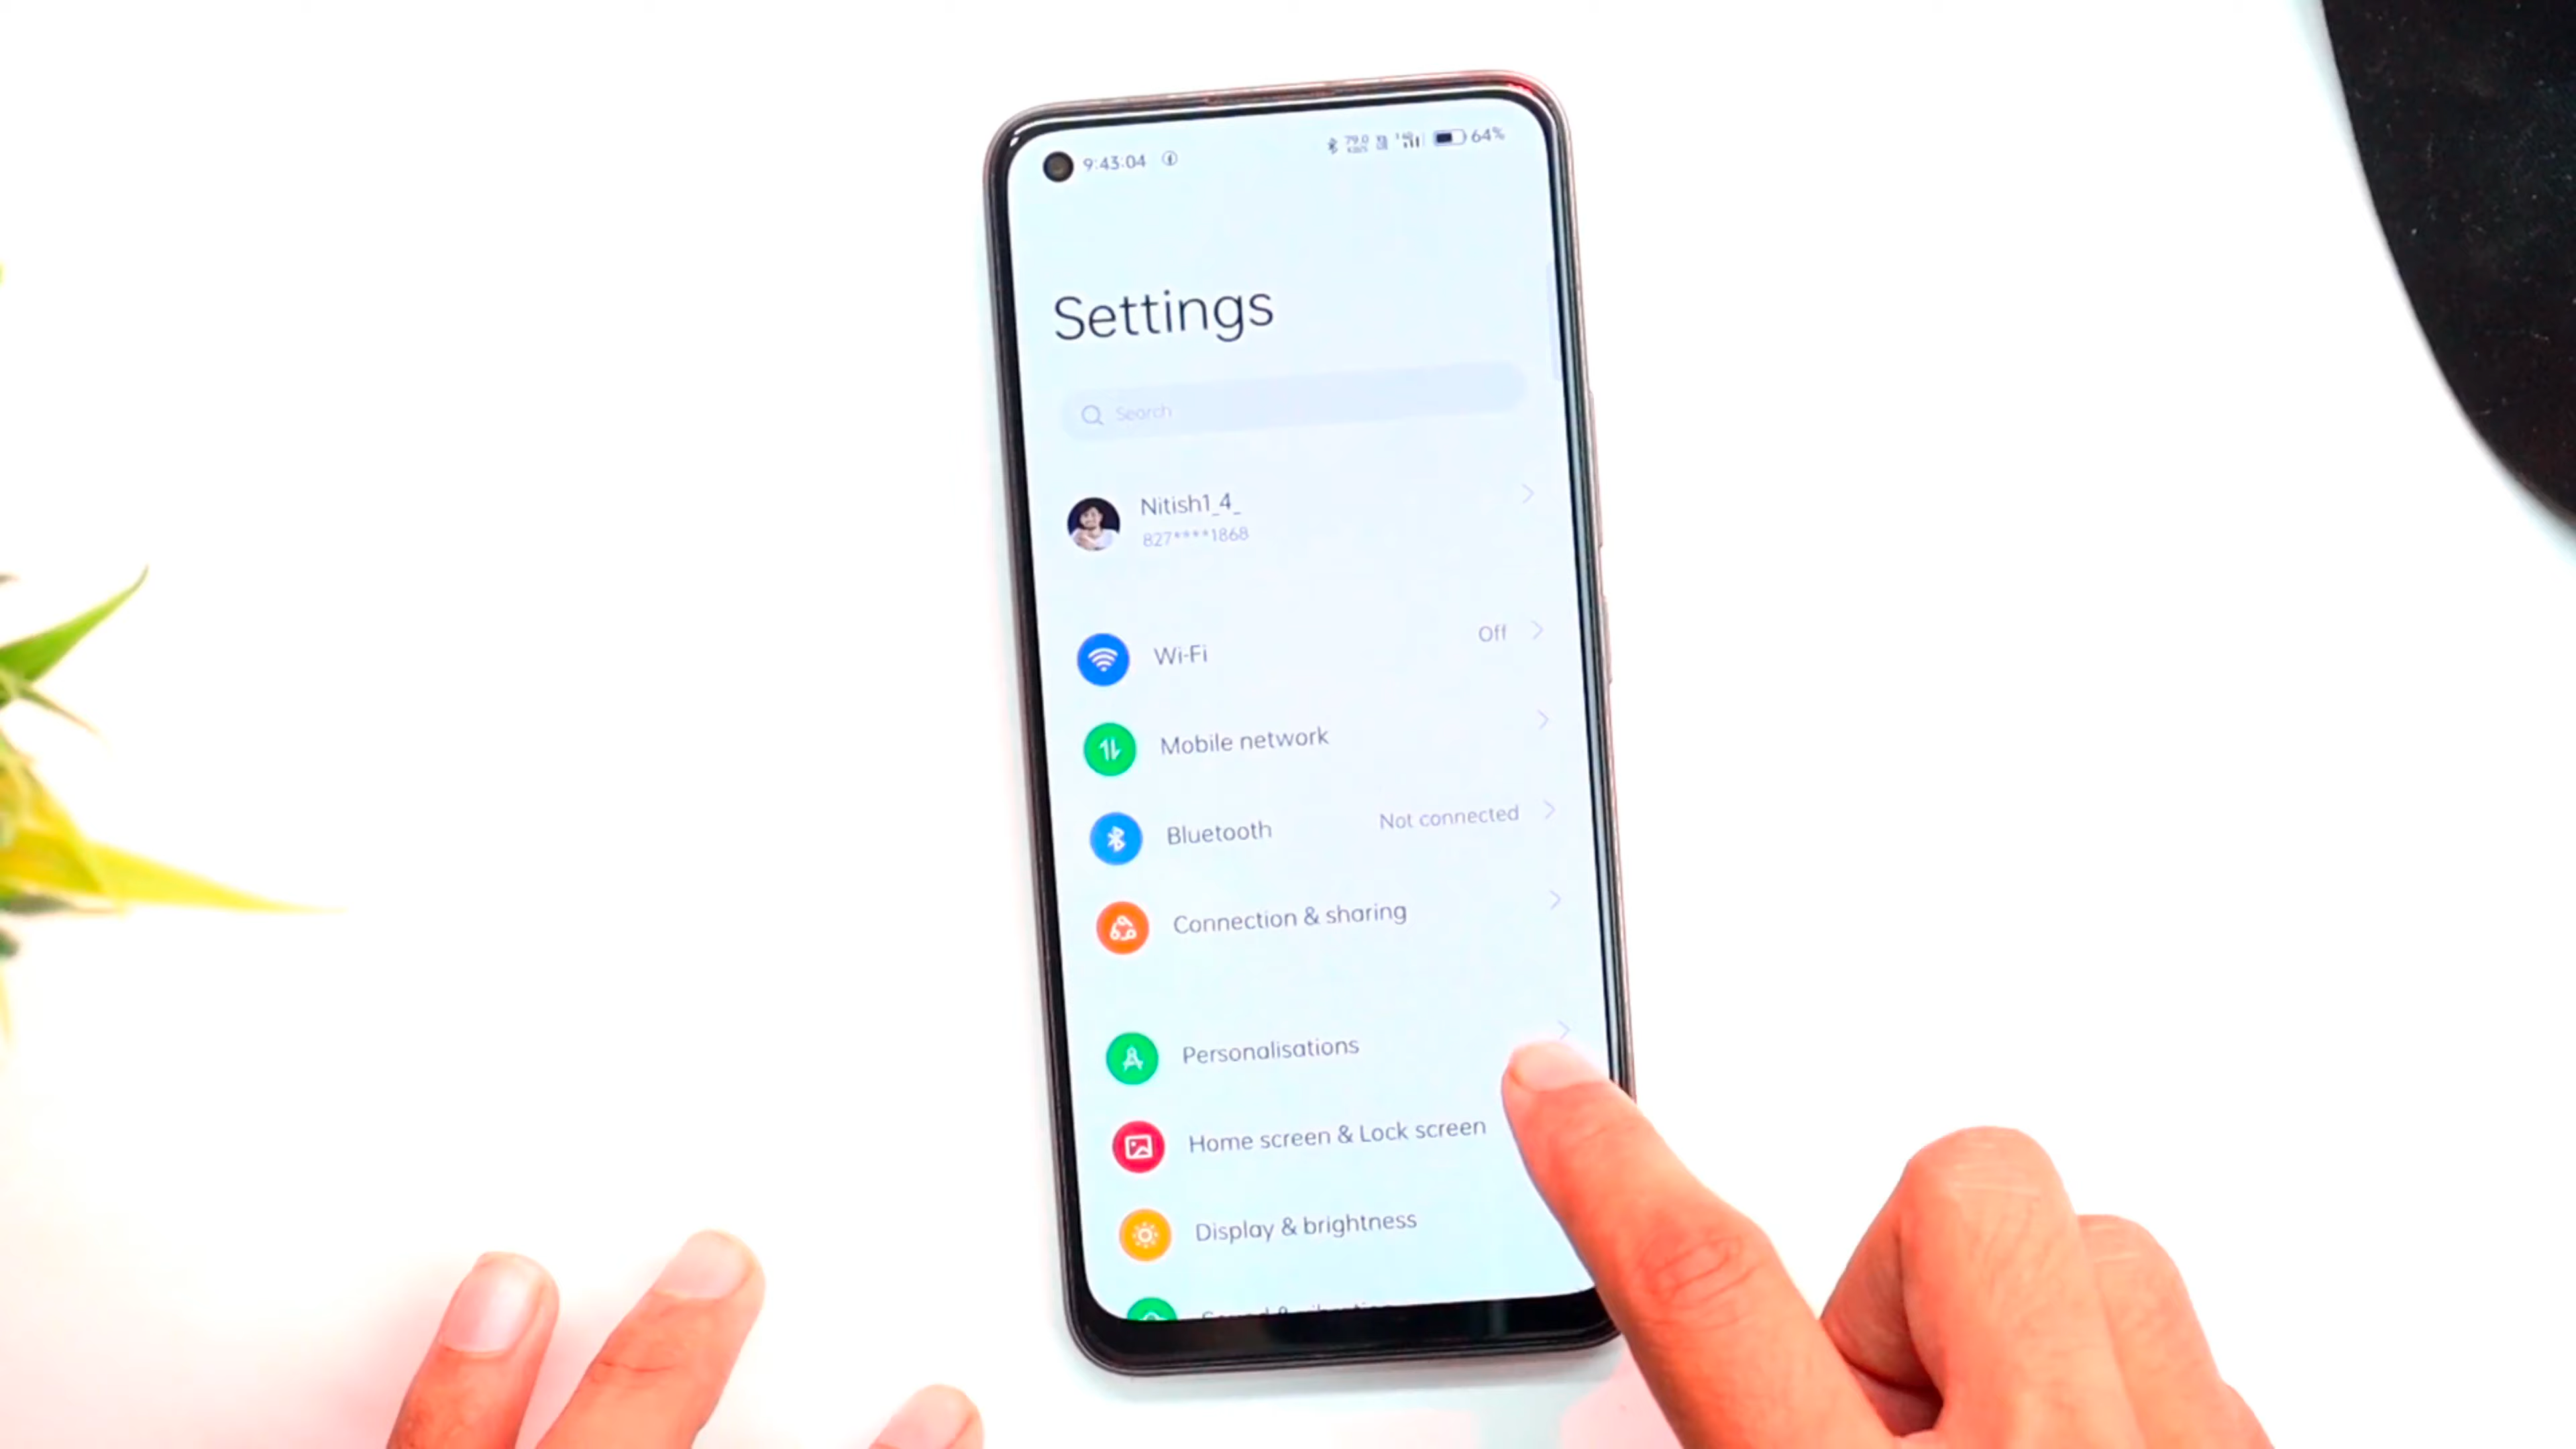 9:43:04
64%
Settings
Search
Nitish1_4_
827****1868
Wi-Fi Off
Mobile network
Bluetooth Not connected
Connection & sharing
Personalisations
Home screen & Lock screen
Display & brightness